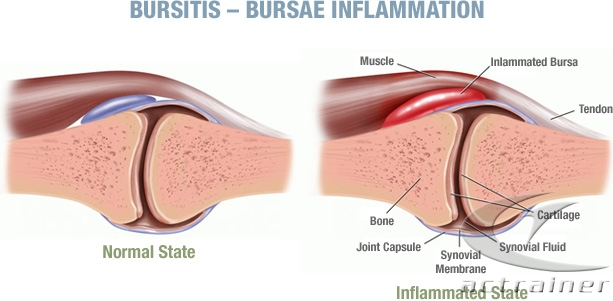 BURSITIS – BURSAE INFLAMMATION
Muscle
Inlammated Bursa
Tendon
Bone
Cartilage
Joint Capsule
Synovial Fluid
Synovial
Membrane
Normal State
Inflammated State
actrainer